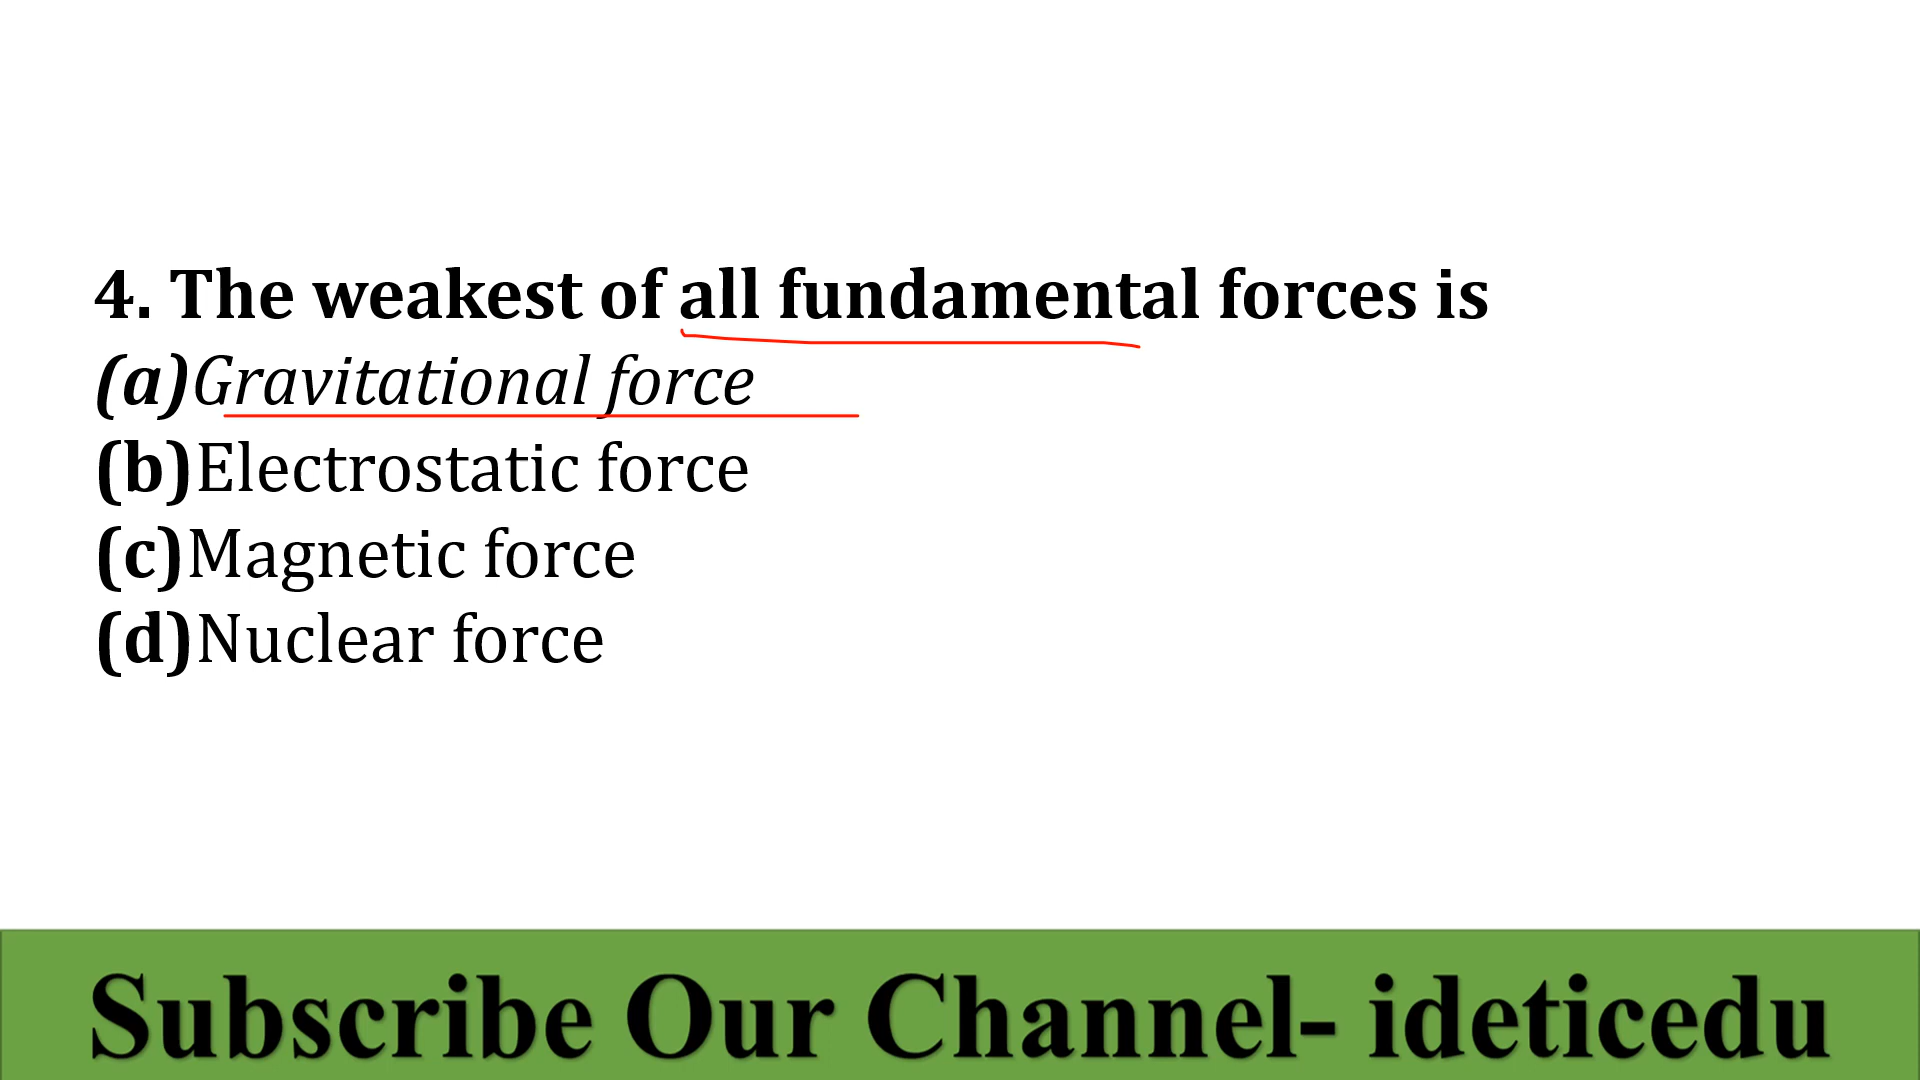 4. The weakest of all fundamental forces is
(a)Gravitational force
(b)Electrostatic force
(c)Magnetic force
(d)Nuclear force
Subscribe Our Channel- ideticedu